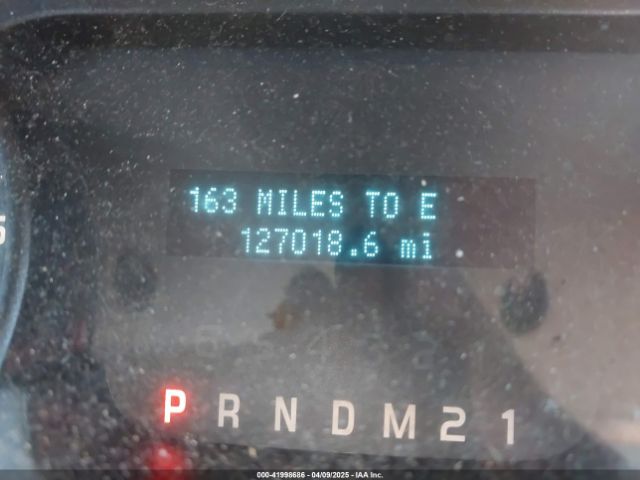 163 MILES TO E
127018.6 mi
P R N D M 2 1
000-41998686 - 04/09/2025 - IAA Inc.